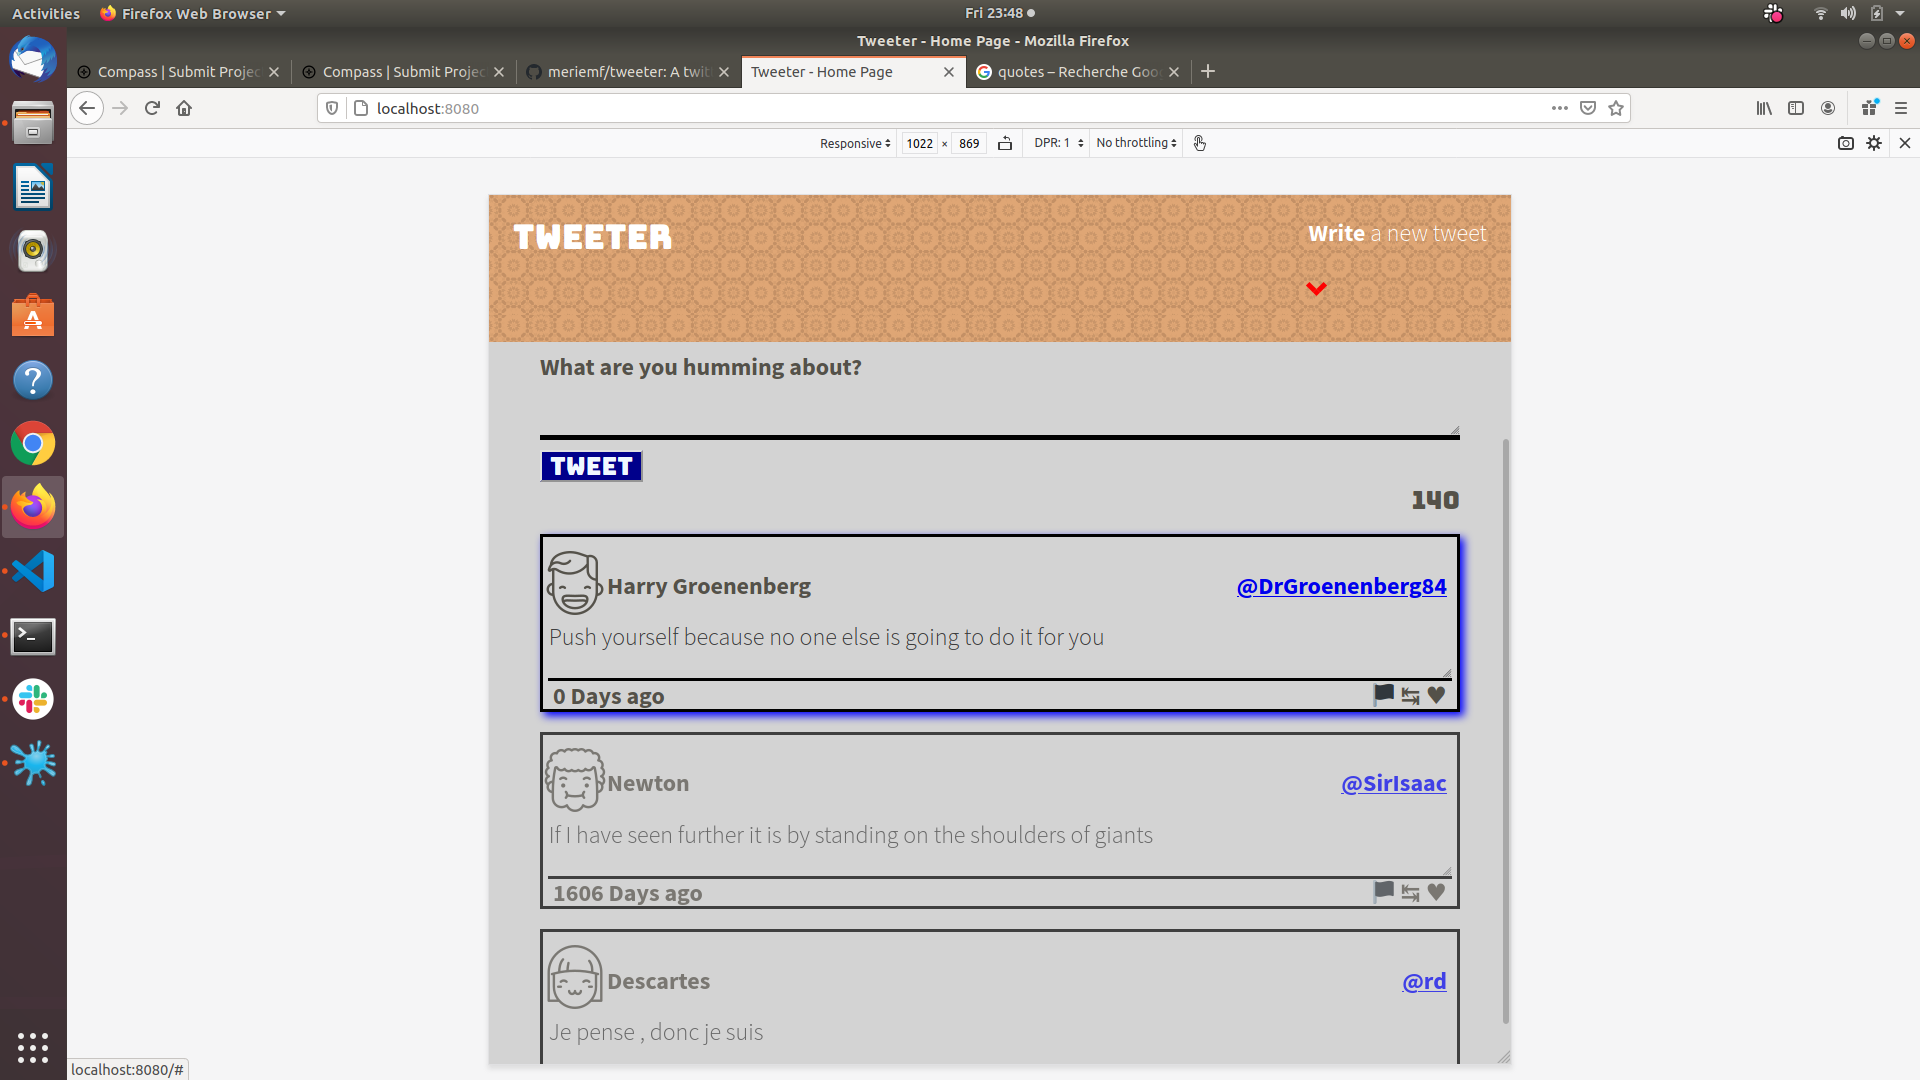 Activities Firefox Web Browser Fri 23:48
Tweeter - Home Page - Mozilla Firefox
Compass | Submit Projec Compass | Submit Projec meriemf/tweeter: A twit Tweeter - Home Page quotes – Recherche Goo
localhost:8080
Responsive 1022 × 869 DPR: 1 No throttling
TWEETER Write a new tweet
What are you humming about?
TWEET
140
Harry Groenenberg @DrGroenenberg84
Push yourself because no one else is going to do it for you
0 Days ago
Newton @SirIsaac
If I have seen further it is by standing on the shoulders of giants
1606 Days ago
Descartes @rd
Je pense , donc je suis
localhost:8080/#